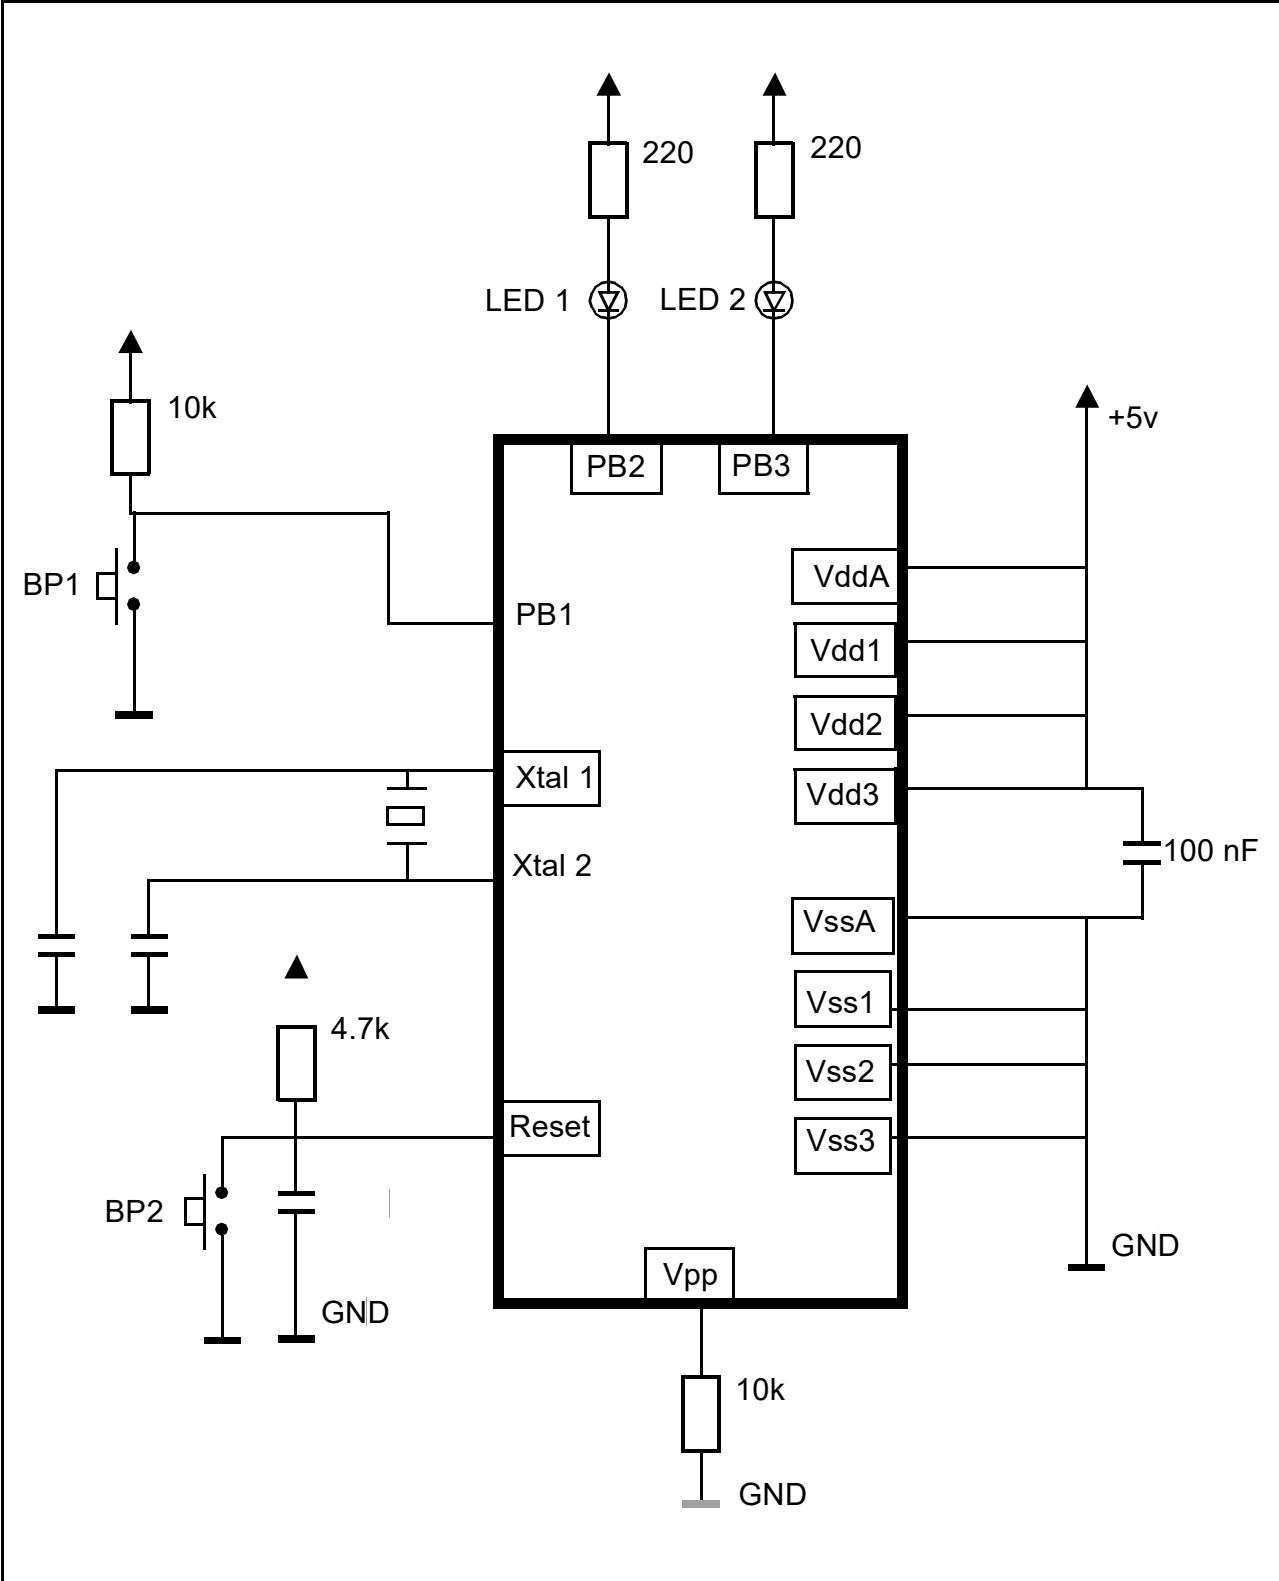 220
220
LED 1
LED 2
10k
+5v
PB2
PB3
VddA
BP1
PB1
Vdd1
Vdd2
Xtal 1
Vdd3
100 nF
Xtal 2
VssA
Vss1
4.7k
Vss2
Reset
Vss3
BP2
GND
Vpp
GND
10k
GND